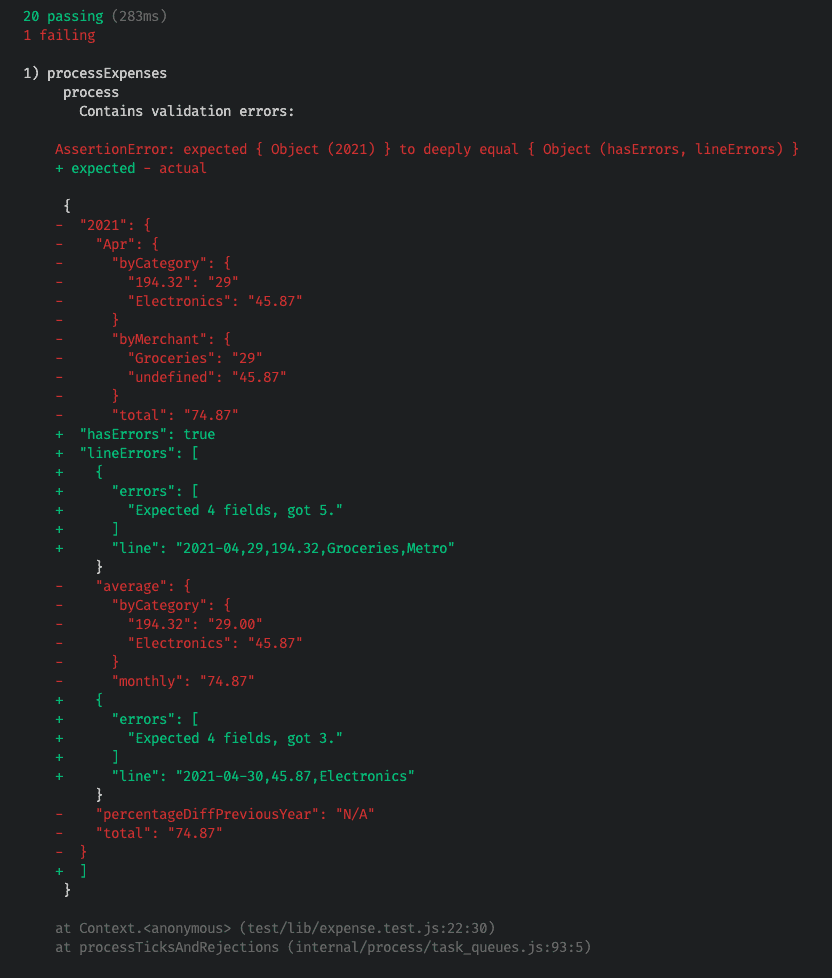 20 passing (283ms)
1 failing
1) processExpenses
process
Contains validation errors:
AssertionError: expected { Object (2021) } to deeply equal { Object (hasErrors, lineErrors) }
+ expected - actual
{
- "2021": {
- "Apr": {
- "byCategory": {
- "194.32": "29"
- "Electronics": "45.87"
- }
- "byMerchant": {
- "Groceries": "29"
- "undefined": "45.87"
- }
- "total": "74.87"
+ "hasErrors": true
+ "lineErrors": [
+ {
+ "errors": [
+ "Expected 4 fields, got 5."
+ ]
+ "line": "2021-04,29,194.32,Groceries,Metro"
}
- "average": {
- "byCategory": {
- "194.32": "29.00"
- "Electronics": "45.87"
- }
- "monthly": "74.87"
+ {
+ "errors": [
+ "Expected 4 fields, got 3."
+ ]
+ "line": "2021-04-30,45.87,Electronics"
}
- "percentageDiffPreviousYear": "N/A"
- "total": "74.87"
- }
+ ]
}
at Context.<anonymous> (test/lib/expense.test.js:22:30)
at processTicksAndRejections (internal/process/task_queues.js:93:5)